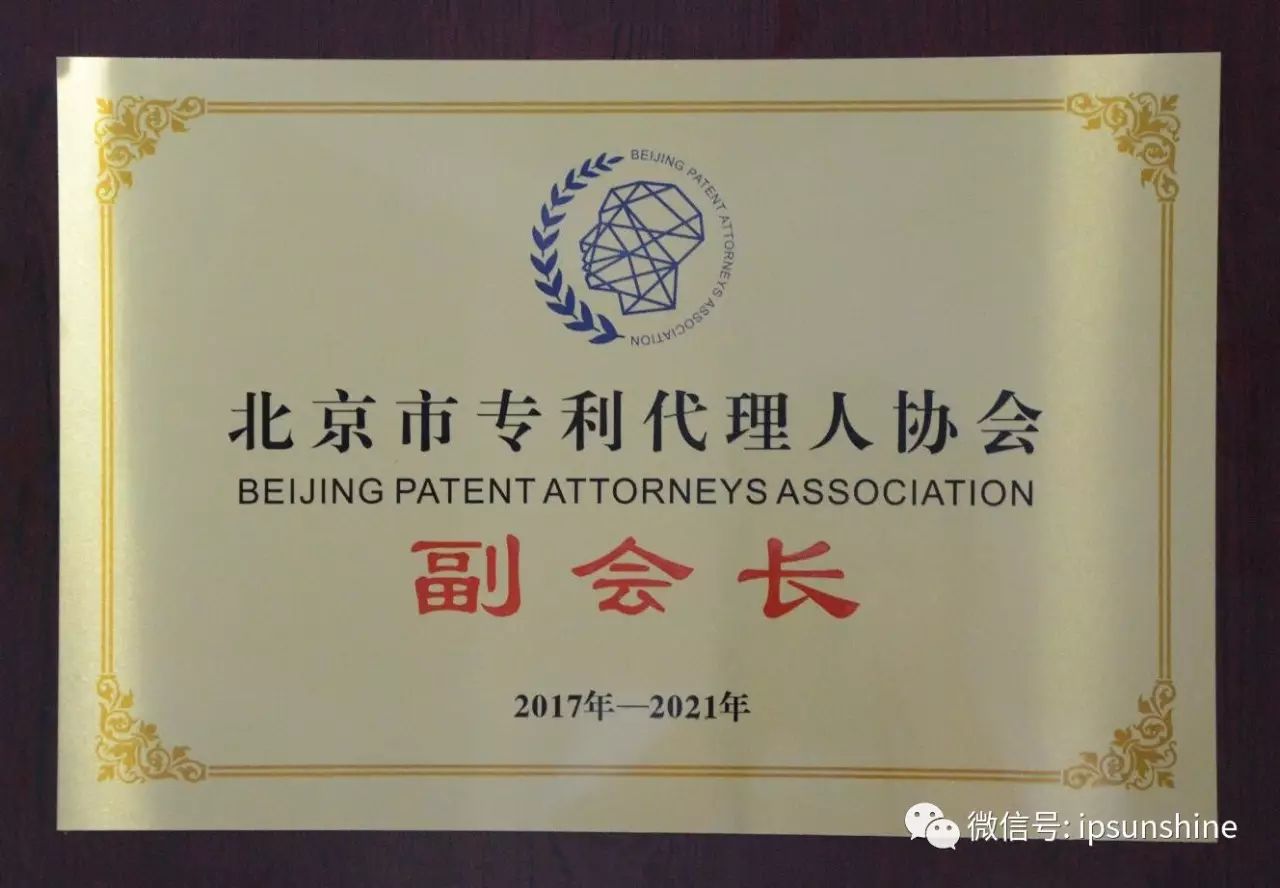 BEIJING PATENT ATTORNEYS ASSOCIATION
北京市专利代理人协会
BEIJING PATENT ATTORNEYS ASSOCIATION
副会长
2017年—2021年
微信号: ipsunshine